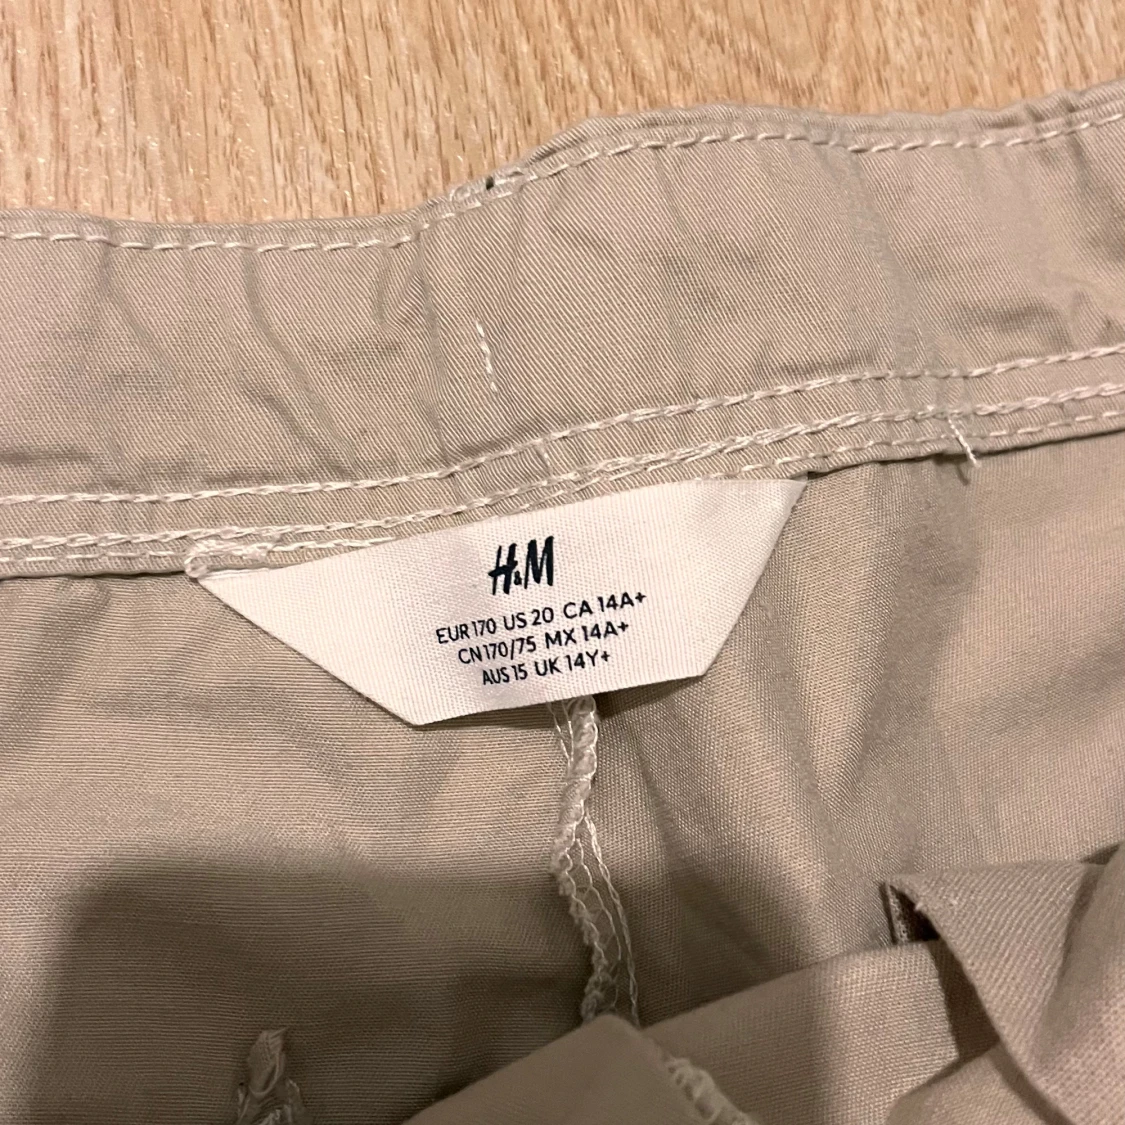 H&M
EUR 170 US 20 CA 14A+
CN 170/75 MX 14A+
AUS 15 UK 14Y+